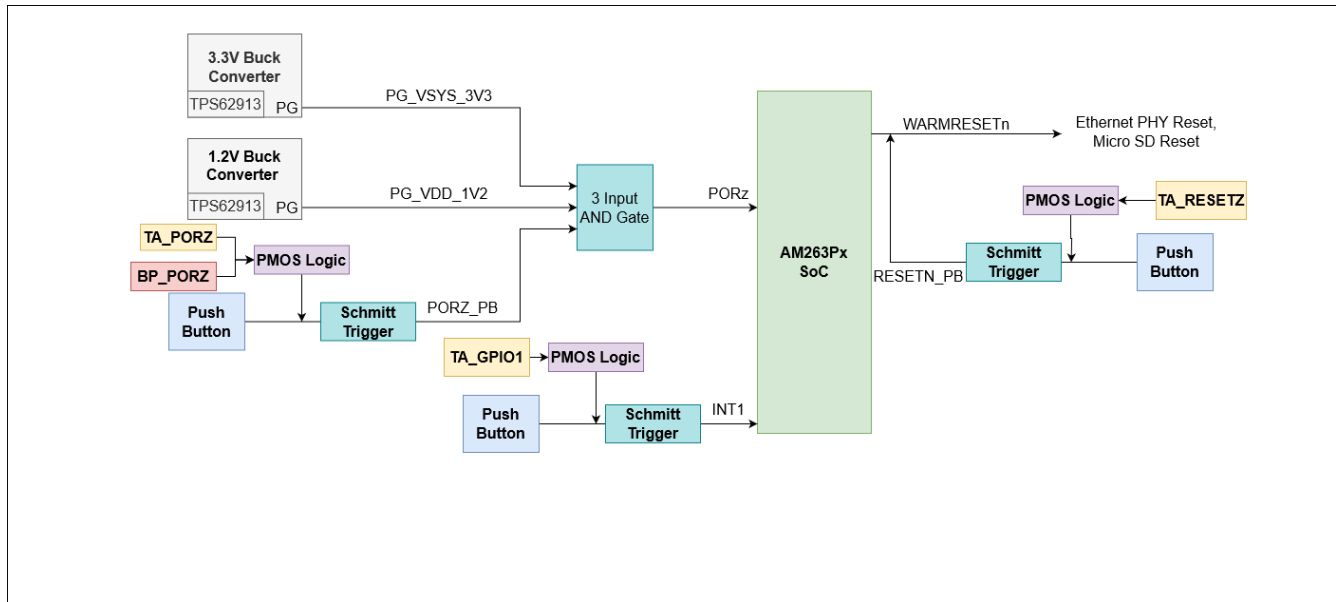 3.3V Buck
Converter
TPS62913
PG
PG_VSYS_3V3
1.2V Buck
Converter
TPS62913
PG
PG_VDD_1V2
TA_PORZ
BP_PORZ
PMOS Logic
Push
Button
Schmitt
Trigger
PORZ_PB
3 Input
AND Gate
PORz
TA_GPIO1
PMOS Logic
Push
Button
Schmitt
Trigger
INT1
AM263Px
SoC
WARMRESETn
Ethernet PHY Reset,
Micro SD Reset
PMOS Logic
TA_RESETZ
RESETN_PB
Schmitt
Trigger
Push
Button